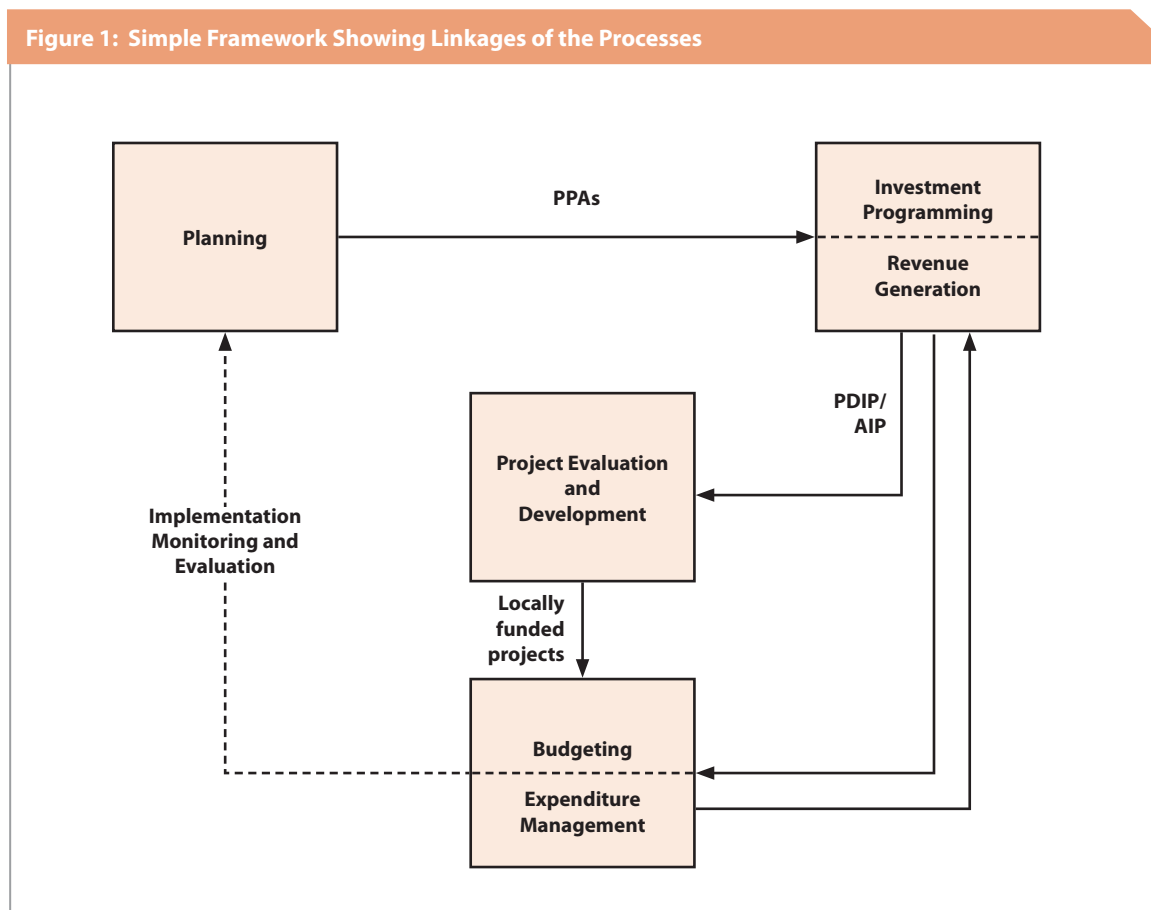 Figure 1: Simple Framework Showing Linkages of the Processes
Planning
PPAs
Investment
Programming
Revenue
Generation
PDIP/
AIP
Project Evaluation
and
Development
Implementation
Monitoring and
Evaluation
Locally
funded
projects
Budgeting
Expenditure
Management